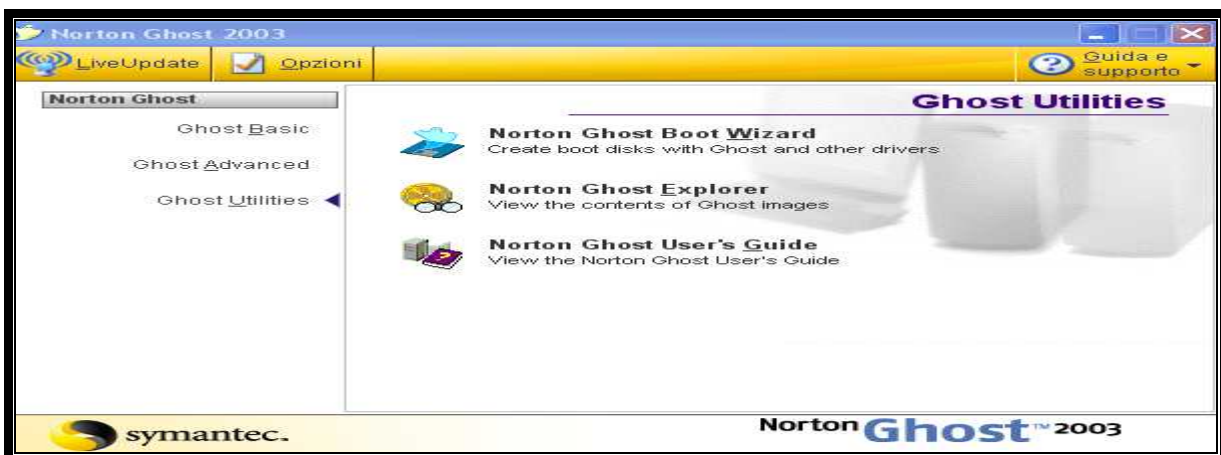 Norton Ghost 2003
LiveUpdate
Opzioni
Guida e
supporto
Norton Ghost
Ghost Basic
Ghost Advanced
Ghost Utilities
Ghost Utilities
Norton Ghost Boot Wizard
Create boot disks with Ghost and other drivers
Norton Ghost Explorer
View the contents of Ghost images
Norton Ghost User's Guide
View the Norton Ghost User's Guide
symantec.
Norton Ghost™ 2003